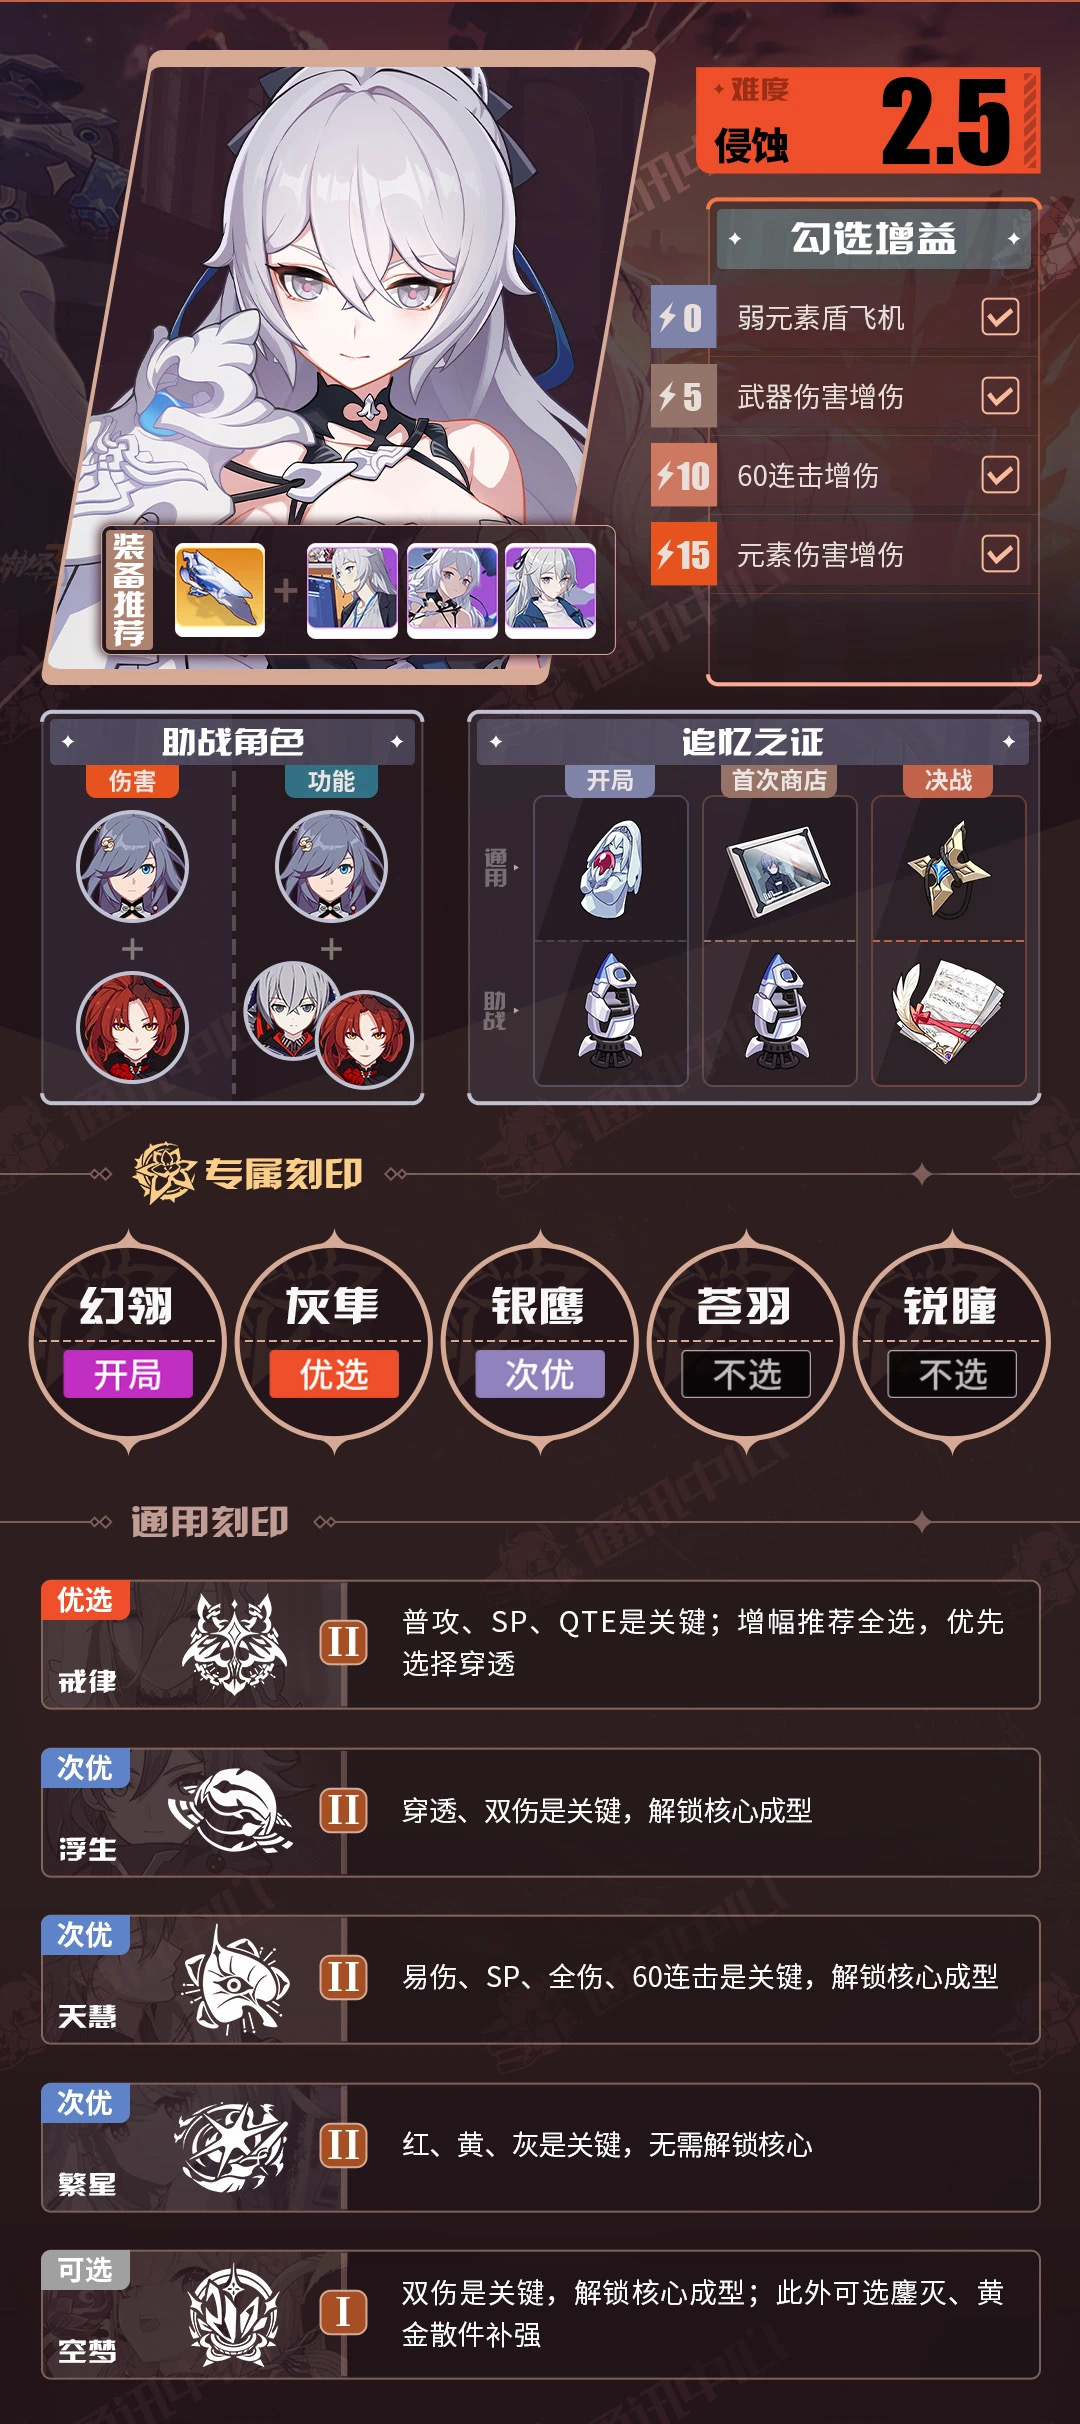 难度
侵蚀
2.5
勾选增益
0
弱元素盾飞机
5
武器伤害增伤
10
60连击增伤
15
元素伤害增伤
装备推荐
+
助战角色
伤害
功能
+
+
追忆之证
开局
首次商店
决战
通用
助战
专属刻印
幻翎
开局
灰隼
优选
银鹰
次优
苍羽
不选
锐瞳
不选
通用刻印
优选
戒律
II
普攻、SP、QTE是关键；增幅推荐全选，优先
选择穿透
次优
浮生
II
穿透、双伤是关键，解锁核心成型
次优
天慧
II
易伤、SP、全伤、60连击是关键，解锁核心成型
次优
繁星
II
红、黄、灰是关键，无需解锁核心
可选
空梦
I
双伤是关键，解锁核心成型；此外可选鏖灭、黄
金散件补强
通讯中心